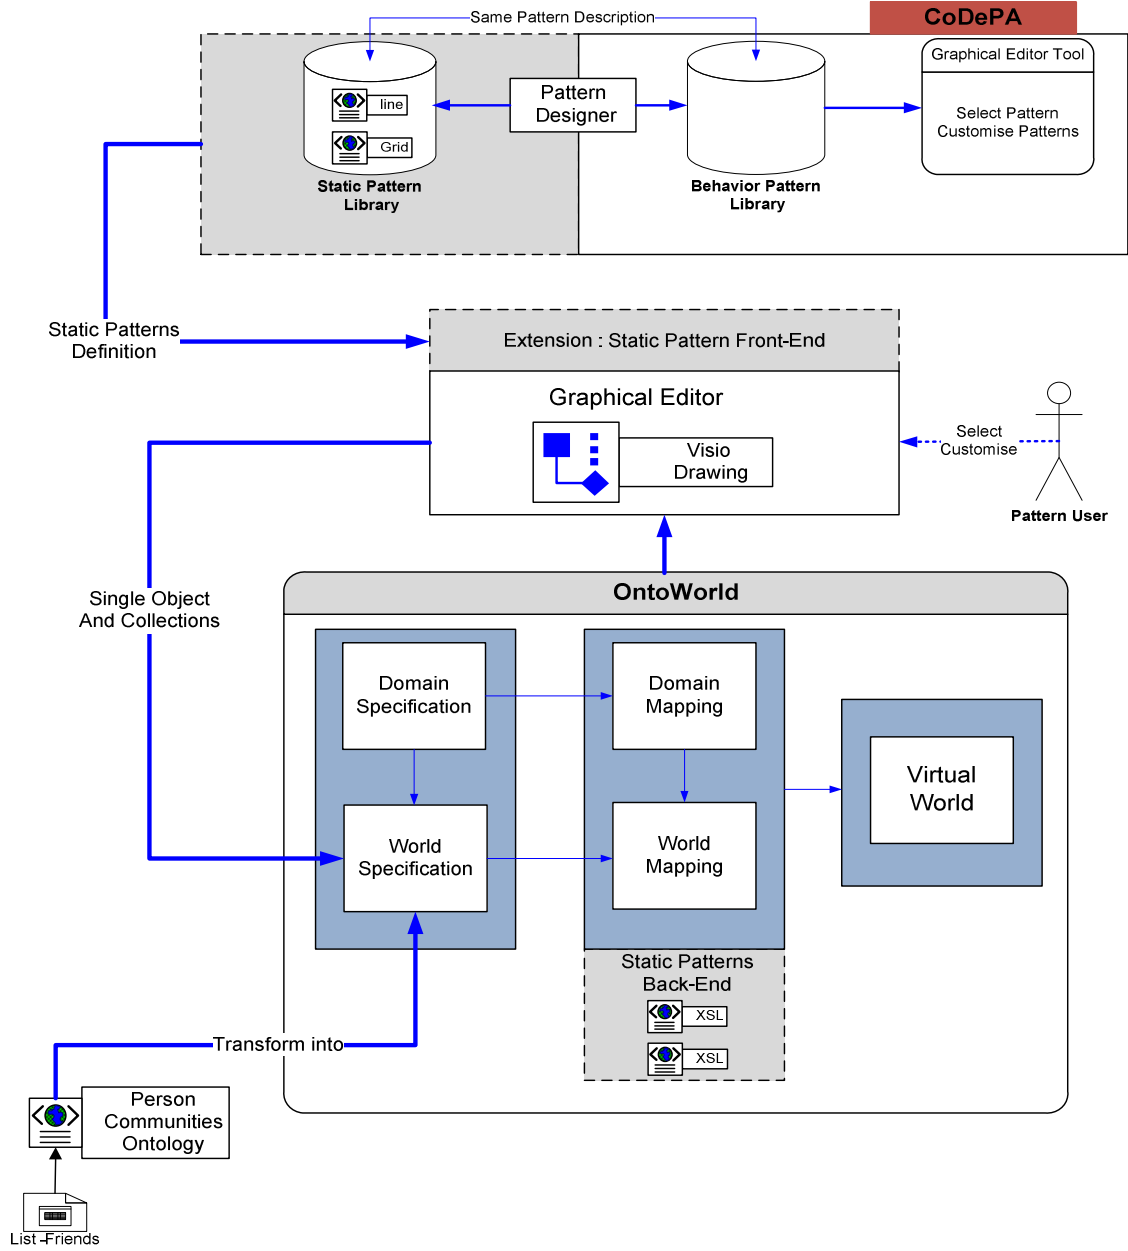 Same Pattern Description
CoDePA
Graphical Editor Tool
Select Pattern
Customise Patterns
Pattern
Designer
line
Grid
Static Pattern
Library
Behavior Pattern
Library
Static Patterns
Definition
Extension : Static Pattern Front-End
Graphical Editor
Visio
Drawing
Select
Customise
Pattern User
Single Object
And Collections
OntoWorld
Domain
Specification
Domain
Mapping
Virtual
World
World
Specification
World
Mapping
Static Patterns
Back-End
XSL
XSL
Transform into
Person
Communities
Ontology
List-Friends